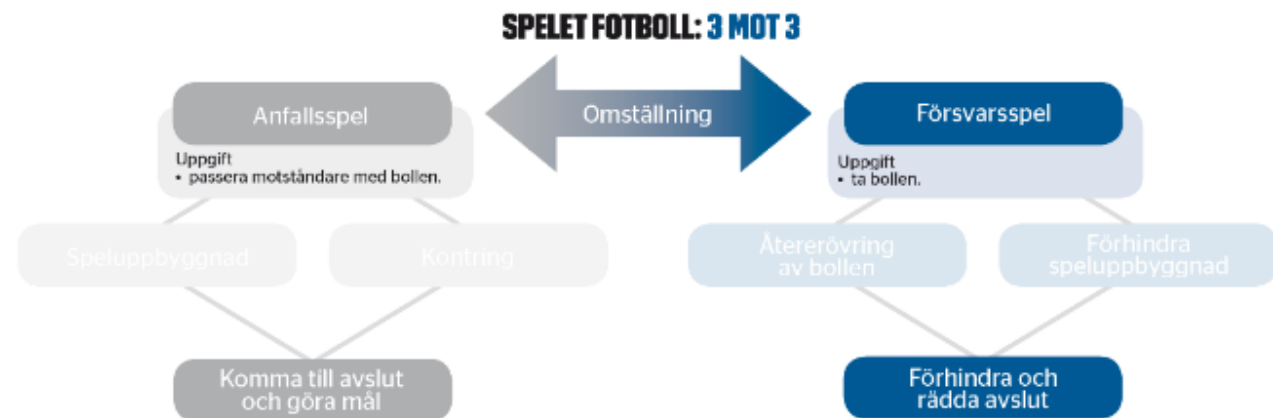 SPELET FOTBOLL: 3 MOT 3
Anfallsspel
Omställning
Försvarsspel
Uppgift
• passera motståndare med bollen.
Uppgift
• ta bollen.
Speluppbyggnad
Kontring
Återerövring
av bollen
Förhindra
speluppbyggnad
Komma till avslut
och göra mål
Förhindra och
rädda avslut